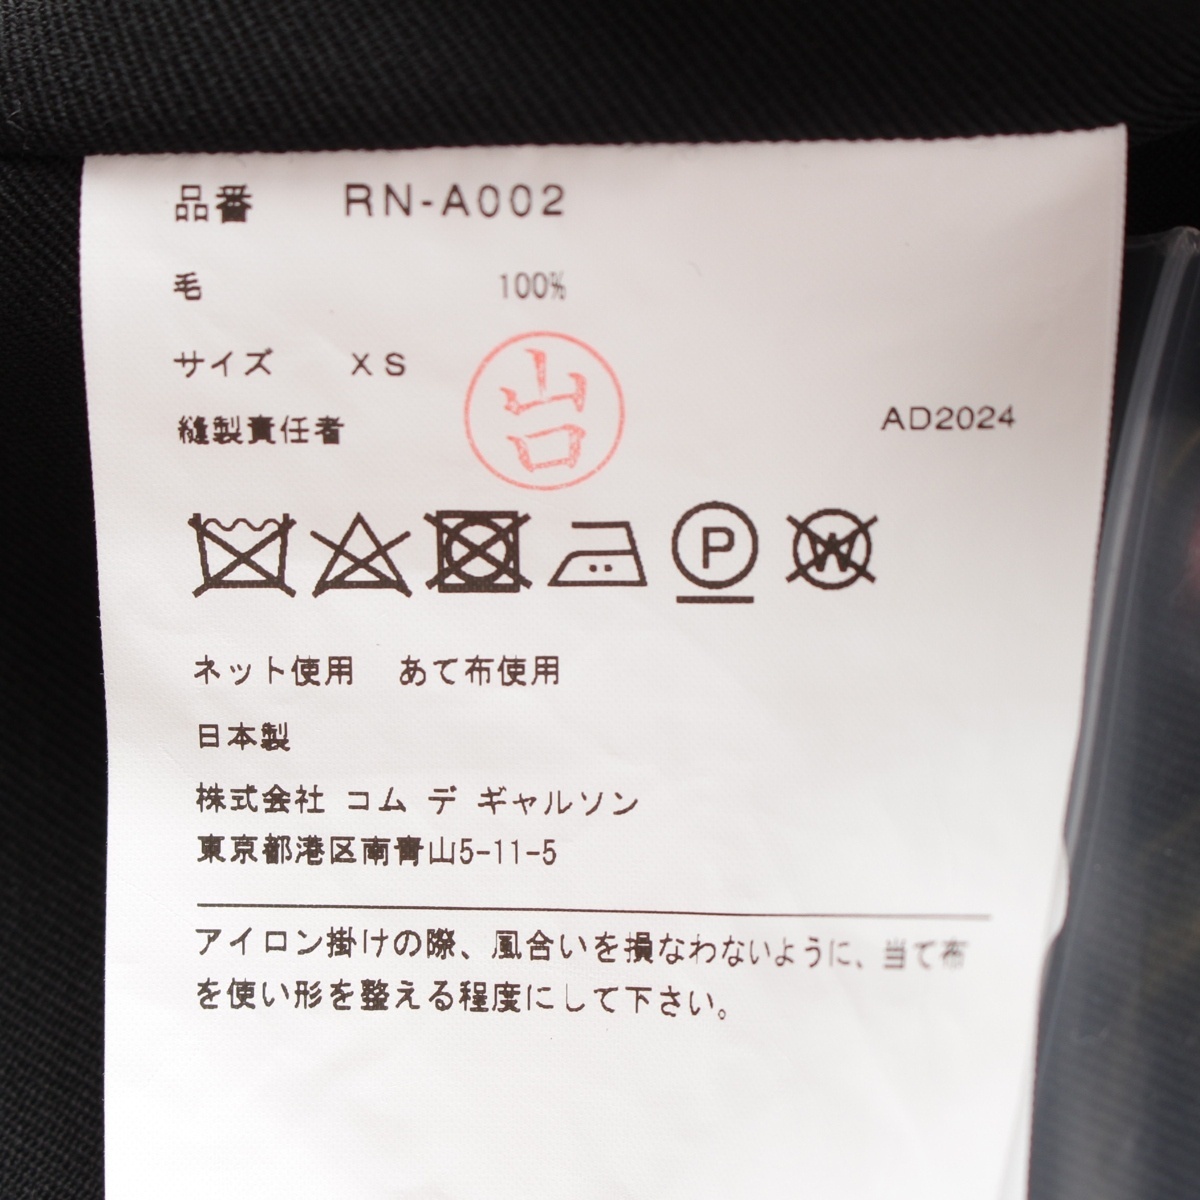 品番 RN-A002
毛 100%
サイズ XS
縫製責任者 山口
AD2024
P W
ネット使用 あて布使用
日本製
株式会社 コム デ ギャルソン
東京都港区南青山5-11-5
アイロン掛けの際、風合いを損なわないように、当て布
を使い形を整える程度にして下さい。